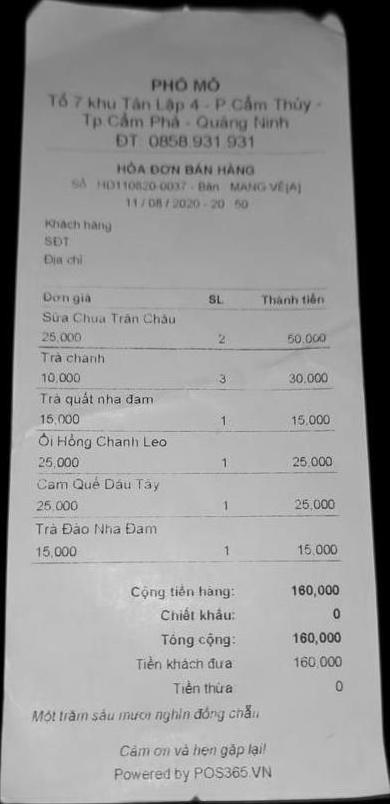 PHỐ MỎ
Tổ 7 khu Tân Lập 4 - P Cẩm Thủy -
Tp Cẩm Phả - Quảng Ninh
ĐT: 0858.931.931
HÓA ĐƠN BÁN HÀNG
Số HD110820-0037 - Bàn MANG VỀ[A]
11/08/2020 - 20 50
Khách hàng
SĐT
Địa chỉ
Đơn giá SL Thành tiền
Sữa Chua Trân Châu
25,000 2 50,000
Trà chanh
10,000 3 30,000
Trà quất nha đam
15,000 1 15,000
Ổi Hồng Chanh Leo
25,000 1 25,000
Cam Quế Dâu Tây
25,000 1 25,000
Trà Đào Nha Đam
15,000 1 15,000
Cộng tiền hàng: 160,000
Chiết khấu: 0
Tổng cộng: 160,000
Tiền khách đưa 160,000
Tiền thừa 0
Một trăm sáu mươi nghìn đồng chẵn
Cảm ơn và hẹn gặp lại!
Powered by POS365.VN